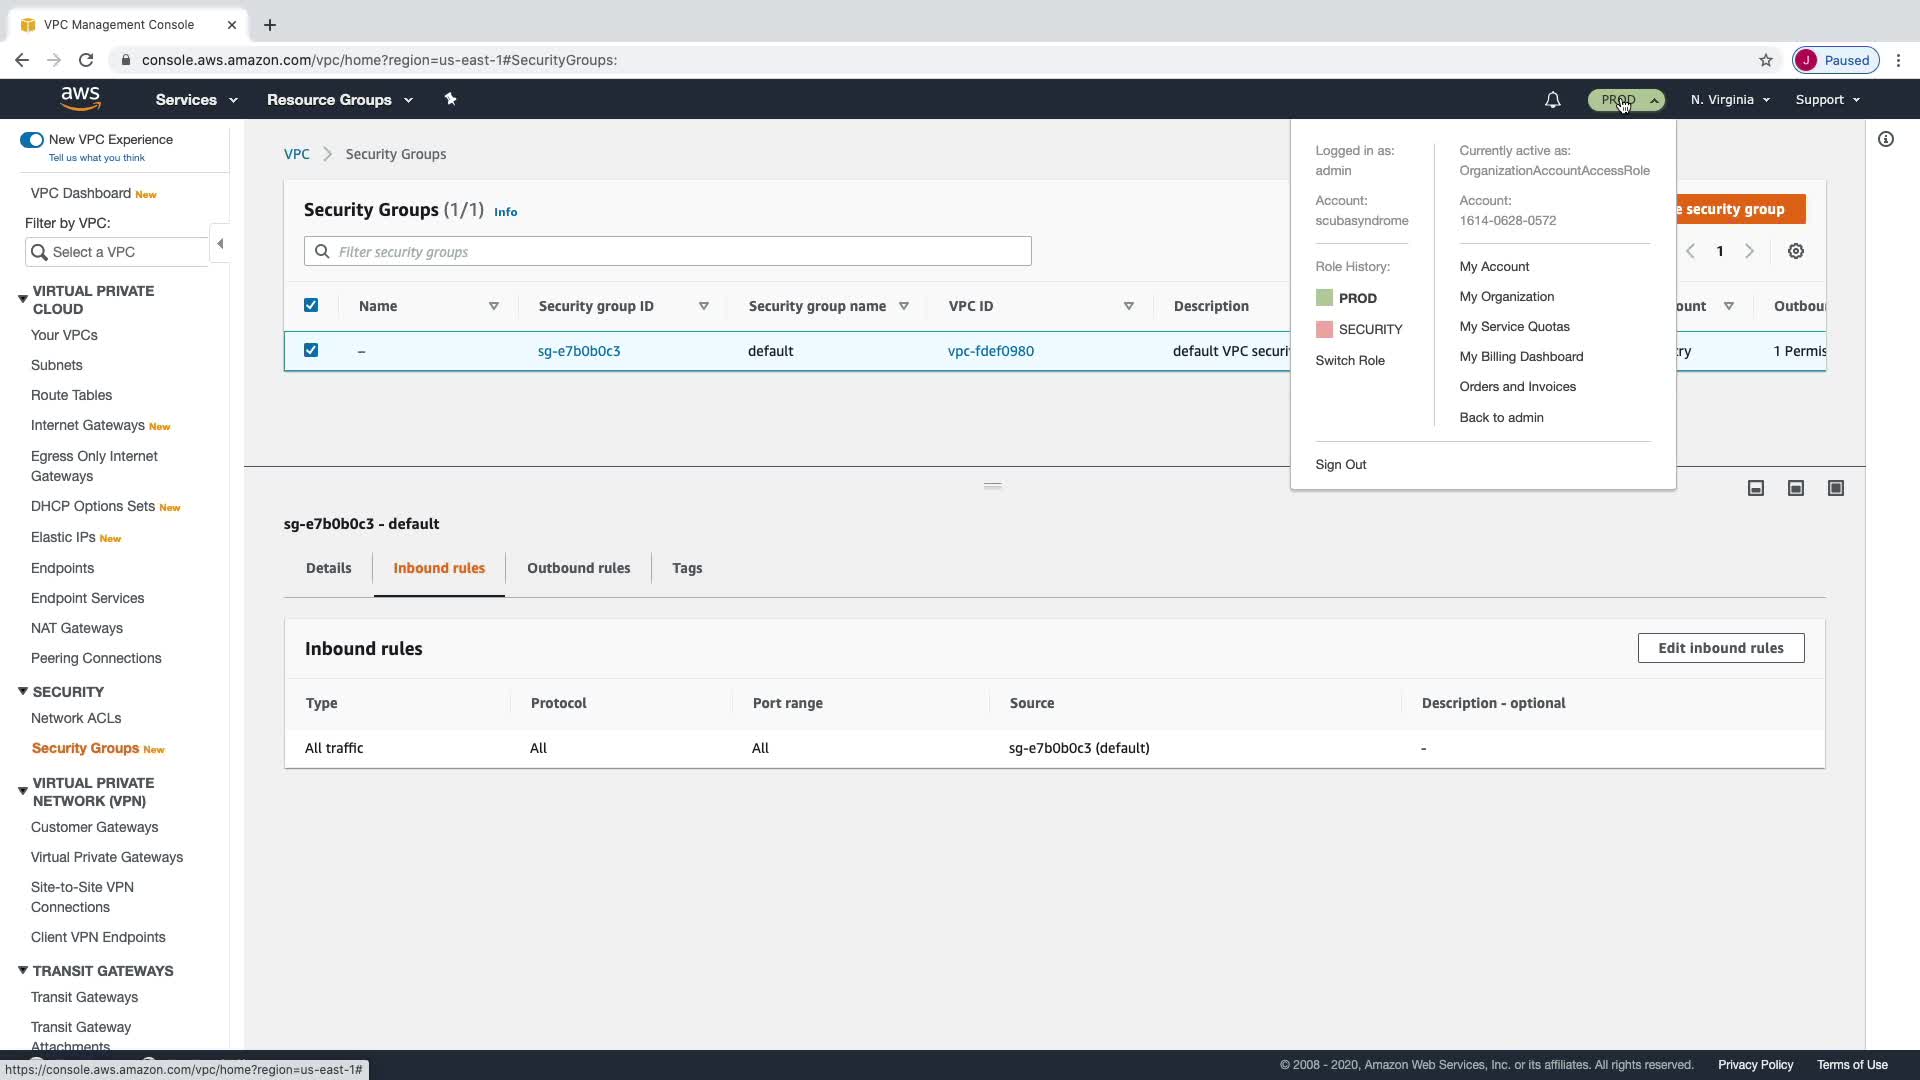 VPC Management Console
console.aws.amazon.com/vpc/home?region=us-east-1#SecurityGroups:
J
Paused
aws
Services
Resource Groups
PROD
N. Virginia
Support
New VPC Experience
Tell us what you think
VPC Dashboard New
Filter by VPC:
Select a VPC
VIRTUAL PRIVATE
CLOUD
Your VPCs
Subnets
Route Tables
Internet Gateways New
Egress Only Internet
Gateways
DHCP Options Sets New
Elastic IPs New
Endpoints
Endpoint Services
NAT Gateways
Peering Connections
SECURITY
Network ACLs
Security Groups New
VIRTUAL PRIVATE
NETWORK (VPN)
Customer Gateways
Virtual Private Gateways
Site-to-Site VPN
Connections
Client VPN Endpoints
TRANSIT GATEWAYS
Transit Gateways
Transit Gateway
Attachments
VPC
Security Groups
Security Groups (1/1) Info
e security group
Filter security groups
1
Name
Security group ID
Security group name
VPC ID
Description
ount
Outbou
–
sg-e7b0b0c3
default
vpc-fdef0980
default VPC securi
try
1 Permis
Logged in as:
admin
Account:
scubasyndrome
Role History:
PROD
SECURITY
Switch Role
Currently active as:
OrganizationAccountAccessRole
Account:
1614-0628-0572
My Account
My Organization
My Service Quotas
My Billing Dashboard
Orders and Invoices
Back to admin
Sign Out
sg-e7b0b0c3 - default
Details
Inbound rules
Outbound rules
Tags
Inbound rules
Edit inbound rules
Type
Protocol
Port range
Source
Description - optional
All traffic
All
All
sg-e7b0b0c3 (default)
-
https://console.aws.amazon.com/vpc/home?region=us-east-1#
© 2008 - 2020, Amazon Web Services, Inc. or its affiliates. All rights reserved.
Privacy Policy
Terms of Use